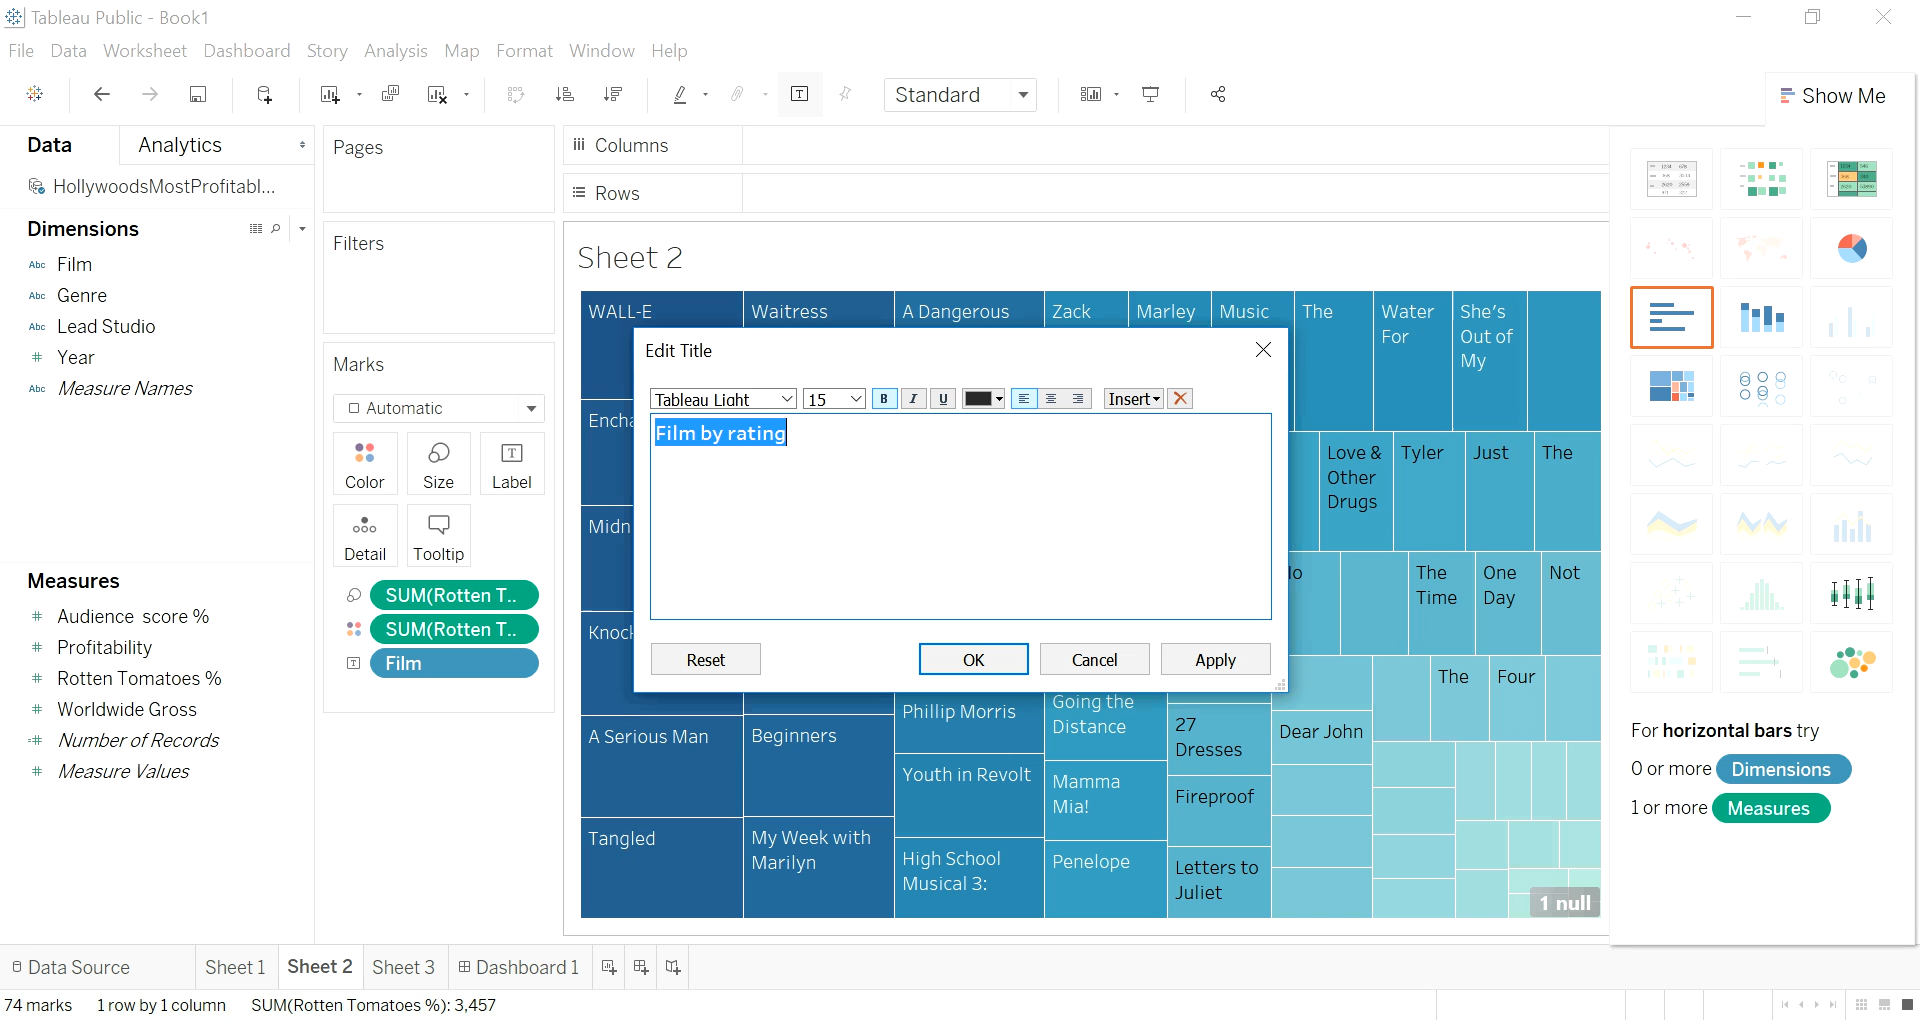 Tableau Public - Book1
File Data Worksheet Dashboard Story Analysis Map Format Window Help
Standard
Show Me
Data
Analytics
HollywoodsMostProfitabl...
Dimensions
Abc Film
Abc Genre
Abc Lead Studio
# Year
Abc Measure Names
Measures
# Audience score %
# Profitability
# Rotten Tomatoes %
# Worldwide Gross
=# Number of Records
# Measure Values
Pages
Filters
Marks
Automatic
Color
Size
Label
Detail
Tooltip
SUM(Rotten T..
SUM(Rotten T..
Film
Columns
Rows
Sheet 2
WALL-E
Waitress
A Dangerous
Zack
Marley
Music
The
Water
For
She's
Out of
My
Edit Title
Tableau Light
15
B I U
Insert
Film by rating
Reset
OK
Cancel
Apply
Love &
Other
Drugs
Tyler
Just
The
The
Time
One
Day
Not
The
Four
A Serious Man
Beginners
Phillip Morris
Going the
Distance
27
Dresses
Dear John
Youth in Revolt
Mamma
Mia!
Fireproof
Tangled
My Week with
Marilyn
High School
Musical 3:
Penelope
Letters to
Juliet
1 null
For horizontal bars try
0 or more Dimensions
1 or more Measures
Data Source
Sheet 1
Sheet 2
Sheet 3
Dashboard 1
74 marks 1 row by 1 column SUM(Rotten Tomatoes %): 3,457